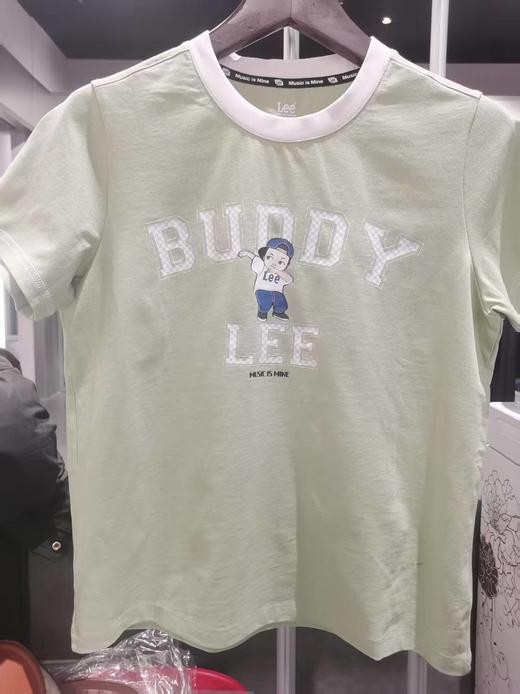 Music is Mine Music is Mine
Lee
BUDDY
Lee
LEE
MUSIC IS MINE